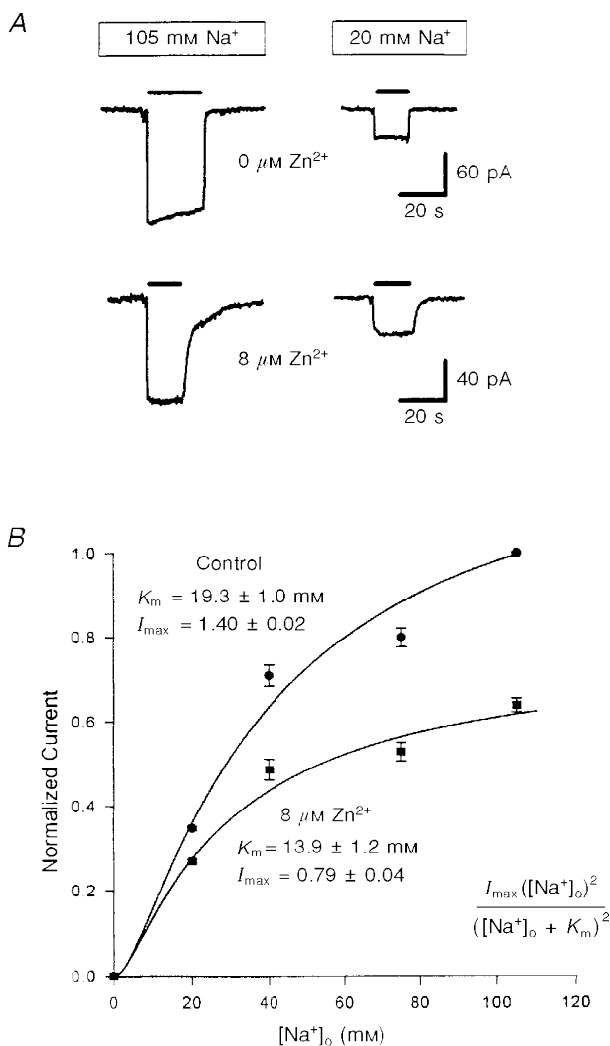 A
105 mM Na⁺
20 mM Na⁺
0 μM Zn²⁺
60 pA
20 s
8 μM Zn²⁺
40 pA
20 s
B
Normalized Current
1.0
0.8
0.6
0.4
0.2
0.0
Control
Kₘ = 19.3 ± 1.0 mM
Iₘₐₓ = 1.40 ± 0.02
8 μM Zn²⁺
Kₘ = 13.9 ± 1.2 mM
Iₘₐₓ = 0.79 ± 0.04
Iₘₐₓ([Na⁺]ₒ)²
([Na⁺]ₒ + Kₘ)²
0 20 40 60 80 100 120
[Na⁺]ₒ (mM)